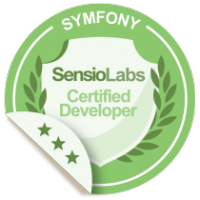 SYMFONY
SensioLabs
Certified
Developer